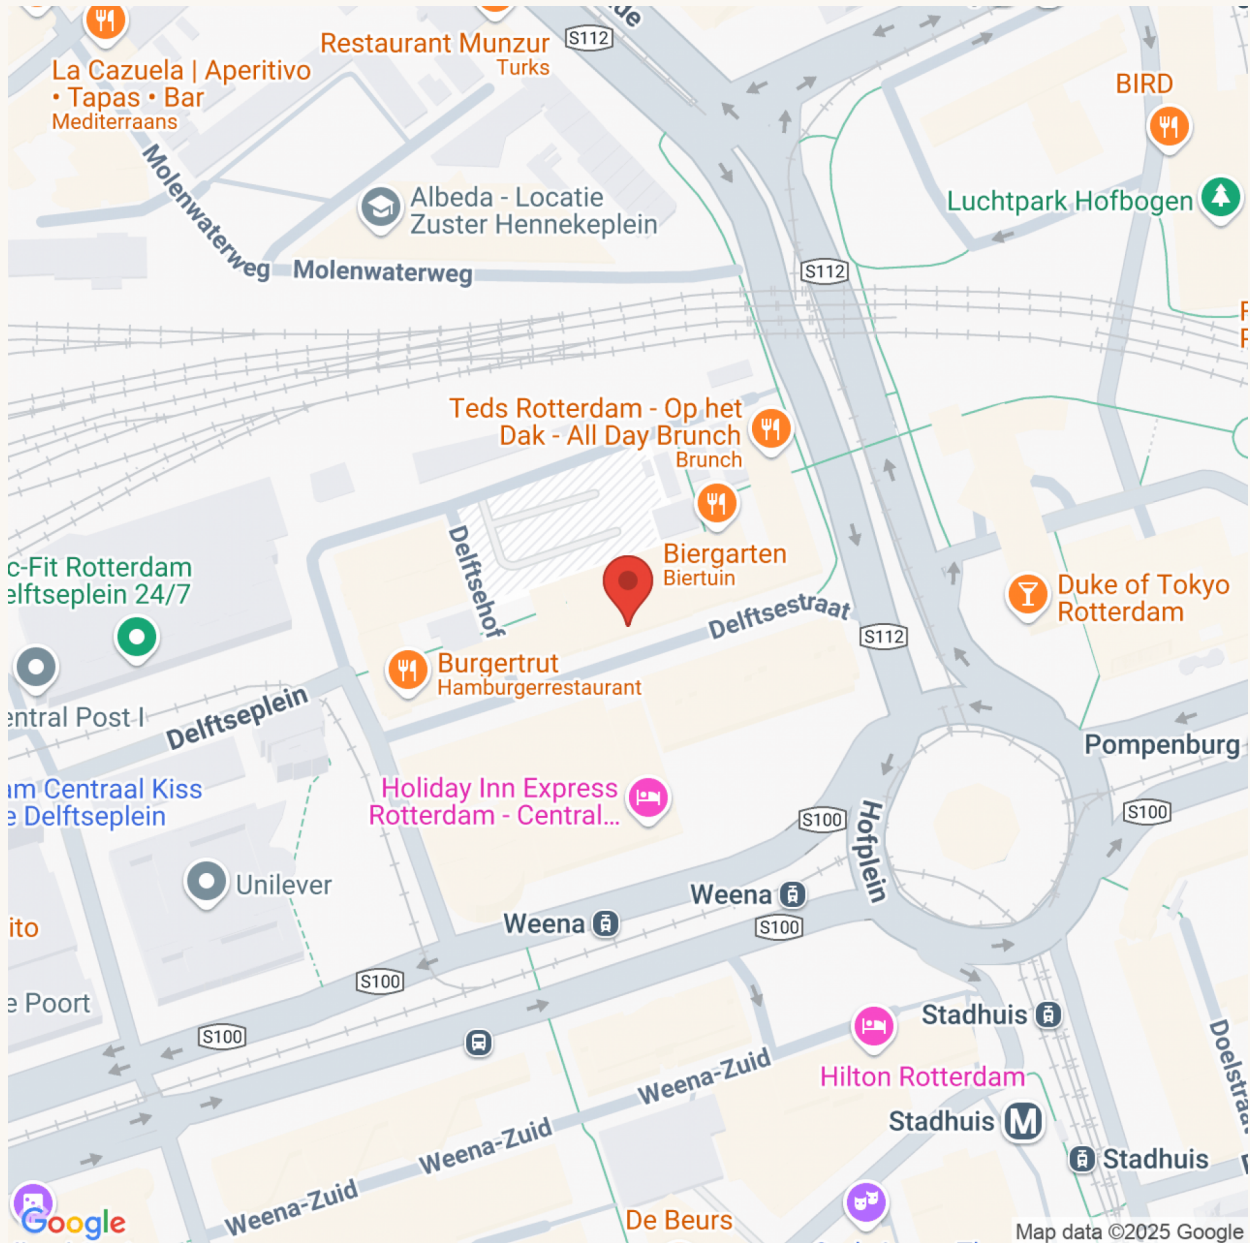 S112
Restaurant Munzur
Turks
La Cazuela | Aperitivo
• Tapas • Bar
Mediterraans
BIRD
Molenwaterweg
Albeda - Locatie
Zuster Hennekeplein
Luchtpark Hofbogen
Molenwaterweg
S112
Teds Rotterdam - Op het
Dak - All Day Brunch
Brunch
Delftsehof
Biergarten
Biertuin
c-Fit Rotterdam
elftseplein 24/7
Duke of Tokyo
Rotterdam
Delftsestraat
S112
Burgertrut
Hamburgerrestaurant
entral Post I
Delftseplein
Pompenburg
am Centraal Kiss
e Delftseplein
Holiday Inn Express
Rotterdam - Central...
S100
S100
Hofplein
Unilever
Weena
Weena
S100
ito
S100
e Poort
Stadhuis
S100
Doelstraa
Weena-Zuid
Hilton Rotterdam
Stadhuis
M
Weena-Zuid
Stadhuis
Weena-Zuid
De Beurs
Google
Map data ©2025 Google